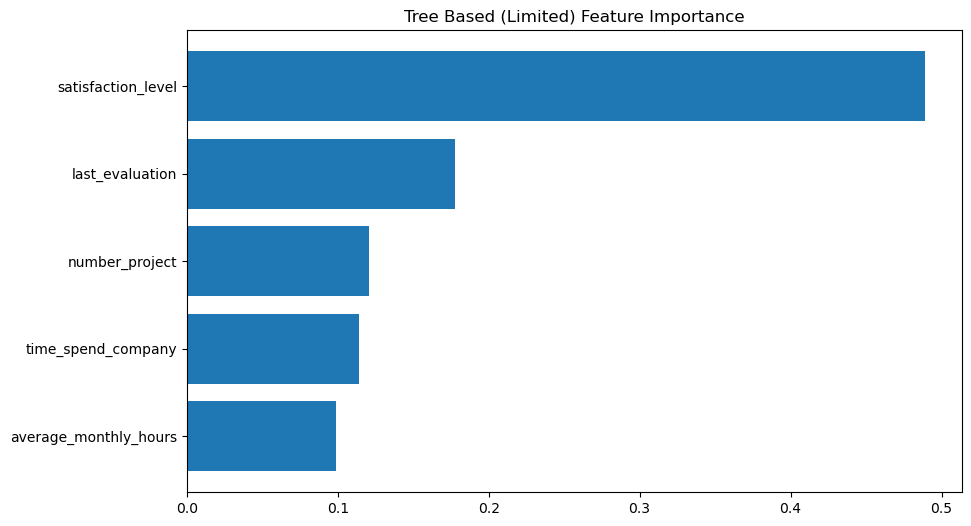 Tree Based (Limited) Feature Importance
satisfaction_level
last_evaluation
number_project
time_spend_company
average_monthly_hours
0.0 0.1 0.2 0.3 0.4 0.5